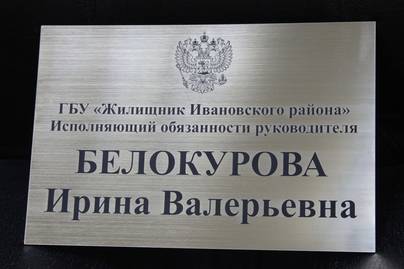 ГБУ «Жилищник Ивановского района»
Исполняющий обязанности руководителя
БЕЛОКУРОВА
Ирина Валерьевна